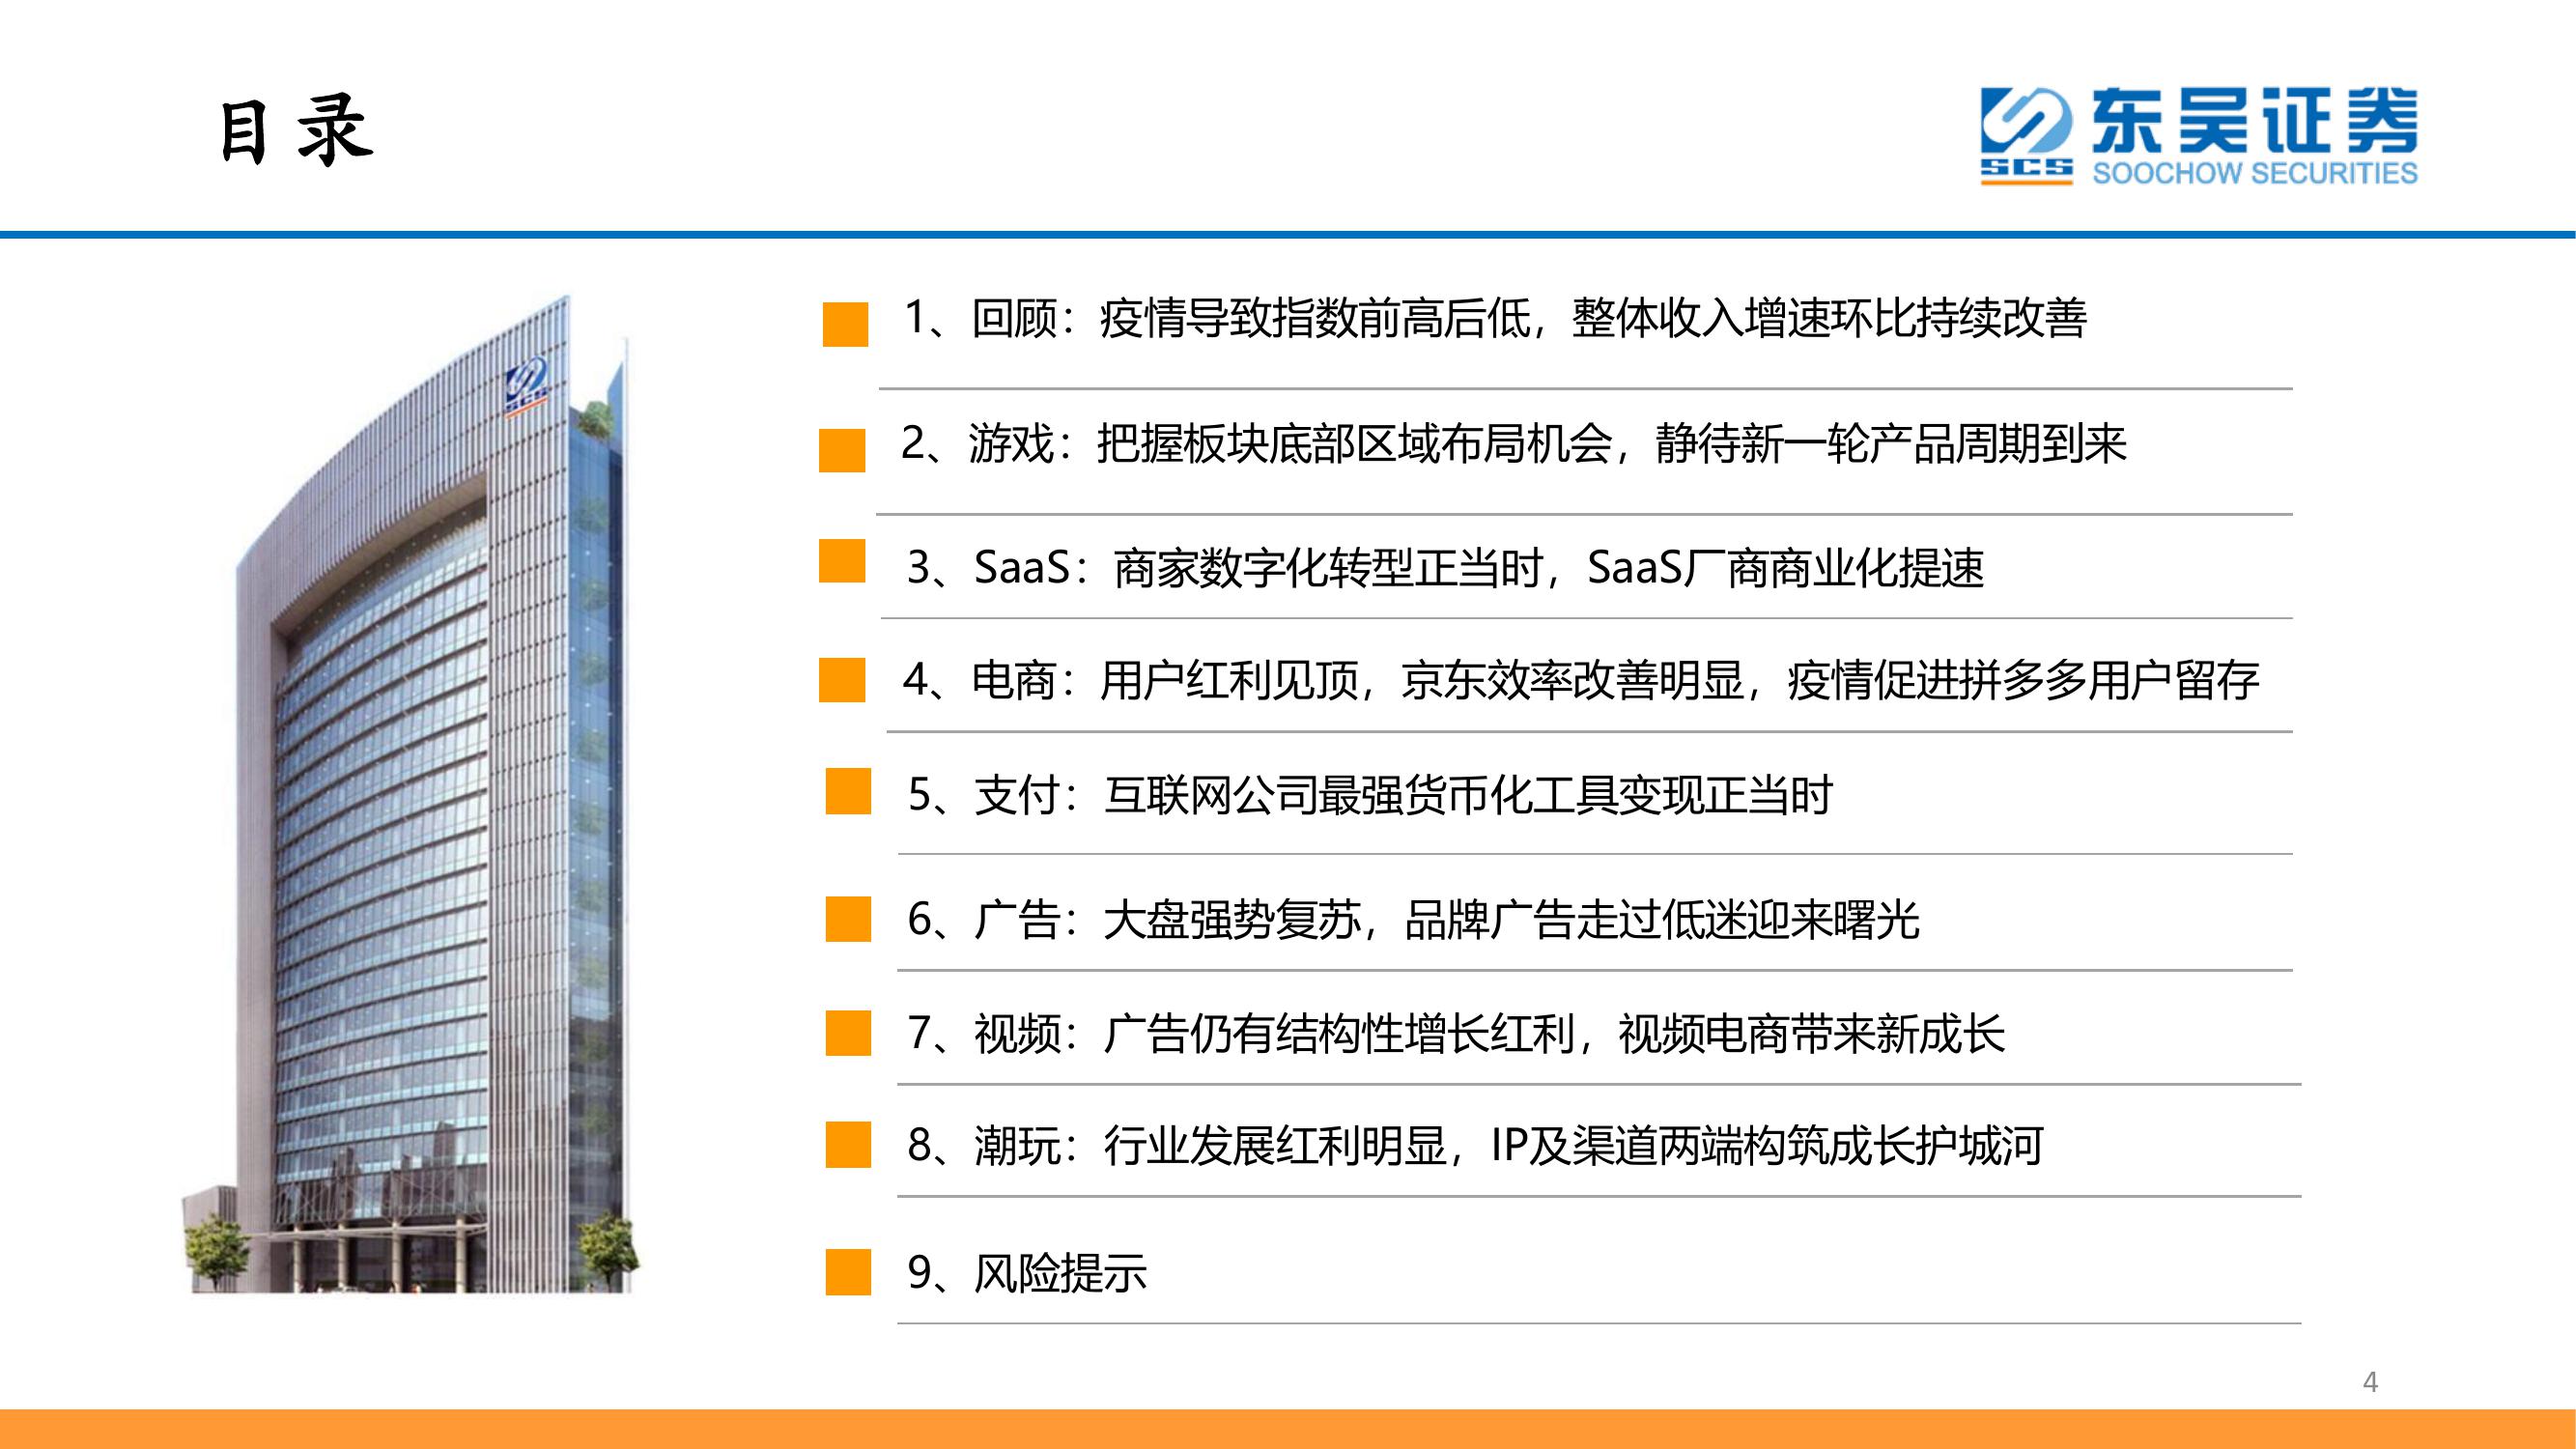 目录
SCS
东吴证券
SOOCHOW SECURITIES
SCS
1、回顾：疫情导致指数前高后低，整体收入增速环比持续改善
2、游戏：把握板块底部区域布局机会，静待新一轮产品周期到来
3、SaaS：商家数字化转型正当时，SaaS厂商商业化提速
4、电商：用户红利见顶，京东效率改善明显，疫情促进拼多多用户留存
5、支付：互联网公司最强货币化工具变现正当时
6、广告：大盘强势复苏，品牌广告走过低迷迎来曙光
7、视频：广告仍有结构性增长红利，视频电商带来新成长
8、潮玩：行业发展红利明显，IP及渠道两端构筑成长护城河
9、风险提示
4